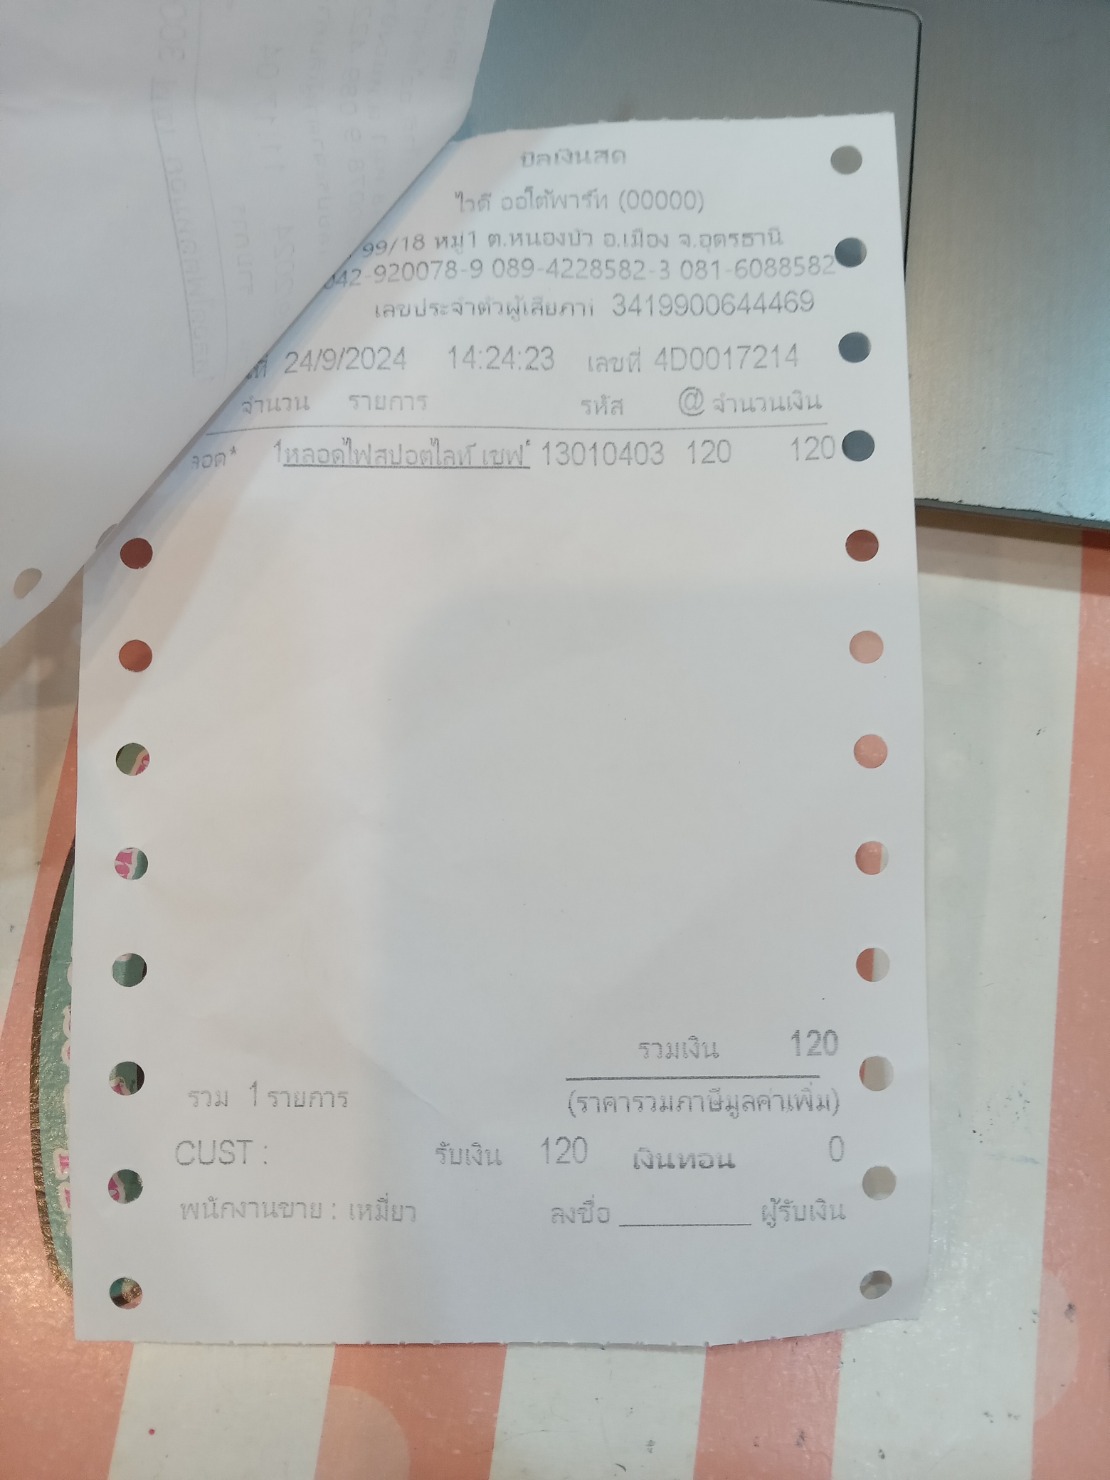 บิลเงินสด
ไวดี ออโต้พาร์ท (00000)
99/18 หมู่1 ต.หนองบัว อ.เมือง จ.อุดรธานี
042-920078-9 089-4228582-3 081-6088582
เลขประจำตัวผู้เสียภาษี 3419900644469
ที่ 24/9/2024 14:24:23 เลขที่ 4D0017214
จำนวน รายการ รหัส @ จำนวนเงิน
1หลอดไฟสปอตไลท์ เชฟ 13010403 120 120
รวมเงิน 120
รวม 1 รายการ (ราคารวมภาษีมูลค่าเพิ่ม)
CUST : รับเงิน 120 เงินทอน 0
พนักงานขาย : เหมี่ยว ลงชื่อ __________ ผู้รับเงิน